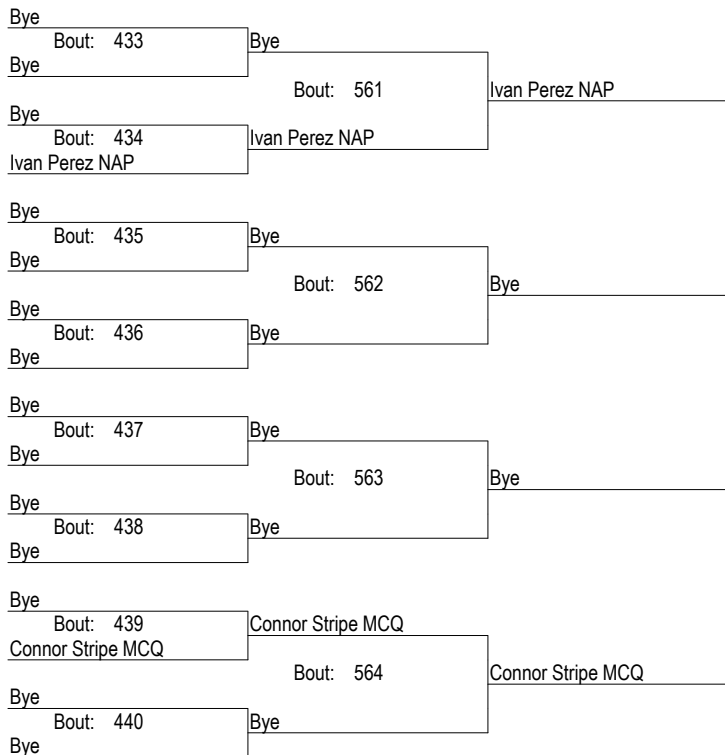 Bye
Bout: 433 Bye
Bye
Bout: 561 Ivan Perez NAP
Bye
Bout: 434 Ivan Perez NAP
Ivan Perez NAP
Bye
Bout: 435 Bye
Bye
Bout: 562 Bye
Bye
Bout: 436 Bye
Bye
Bye
Bout: 437 Bye
Bye
Bout: 563 Bye
Bye
Bout: 438 Bye
Bye
Bye
Bout: 439 Connor Stripe MCQ
Connor Stripe MCQ
Bout: 564 Connor Stripe MCQ
Bye
Bout: 440 Bye
Bye